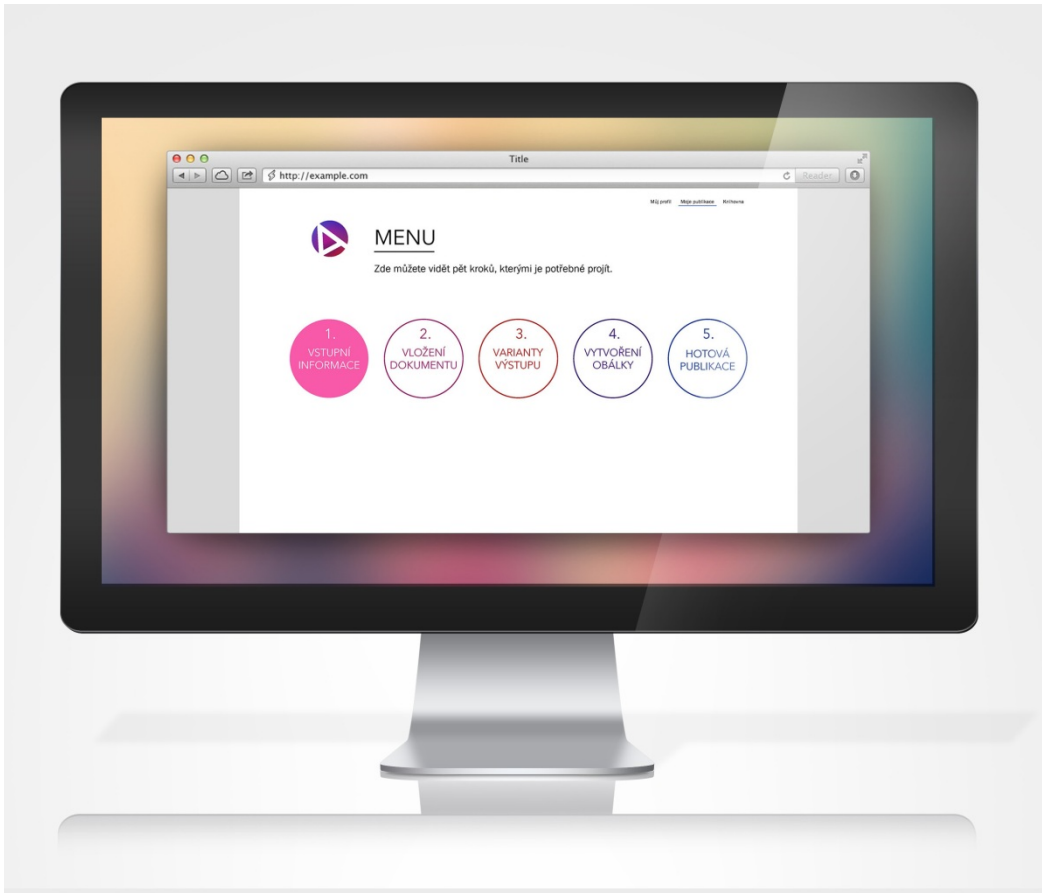 Title
http://example.com
Reader
Můj profil Moje publikace Knihovna
MENU
Zde můžete vidět pět kroků, kterými je potřebné projít.
1.
VSTUPNÍ
INFORMACE
2.
VLOŽENÍ
DOKUMENTU
3.
VARIANTY
VÝSTUPU
4.
VYTVOŘENÍ
OBÁLKY
5.
HOTOVÁ
PUBLIKACE